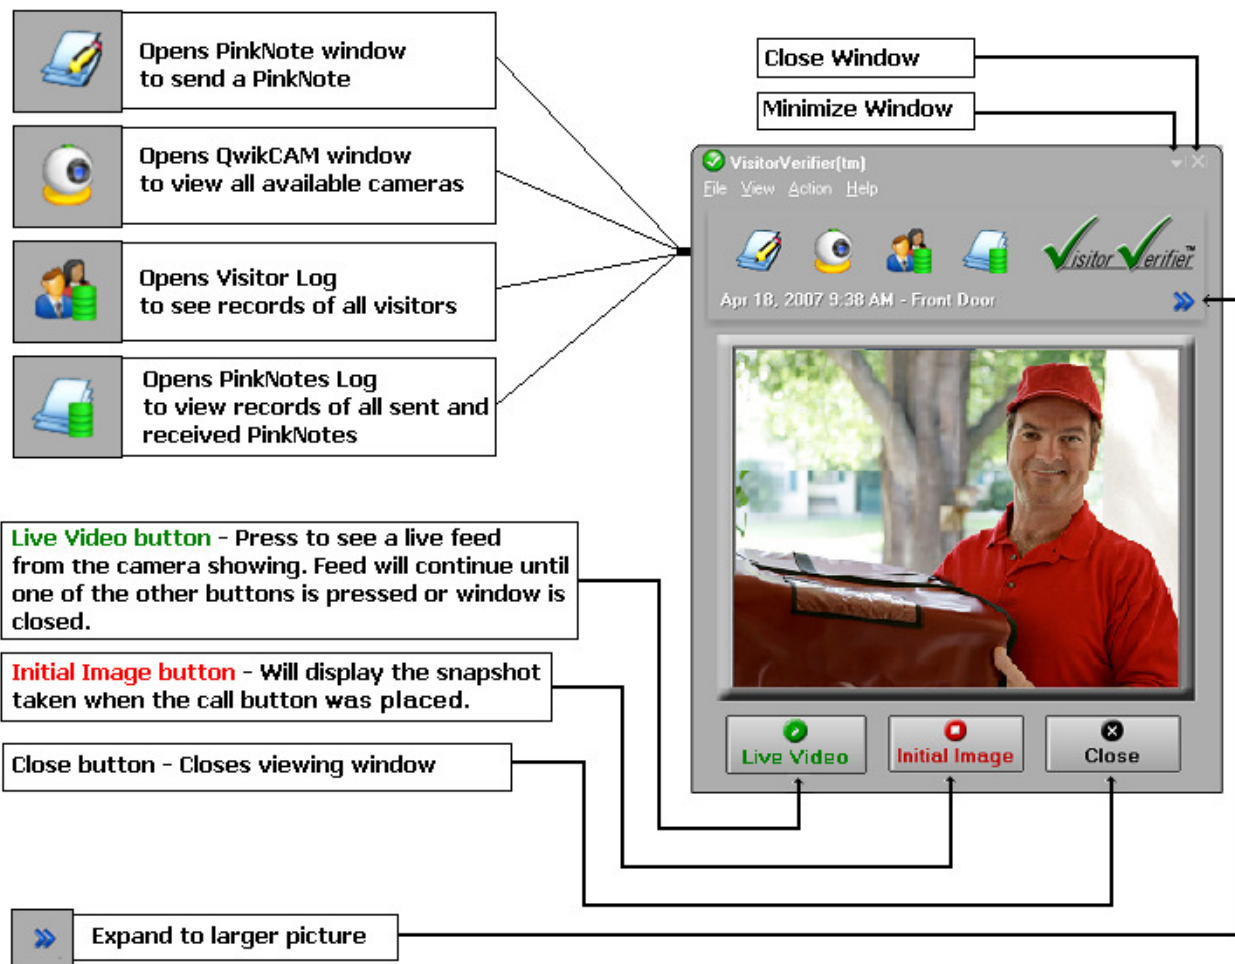 Opens PinkNote window
to send a PinkNote
Opens QwikCAM window
to view all available cameras
Opens Visitor Log
to see records of all visitors
Opens PinkNotes Log
to view records of all sent and
received PinkNotes
Live Video button - Press to see a live feed
from the camera showing. Feed will continue until
one of the other buttons is pressed or window is
closed.
Initial Image button - Will display the snapshot
taken when the call button was placed.
Close button - Closes viewing window
Expand to larger picture
Close Window
Minimize Window
VisitorVerifier(tm)
File View Action Help
Visitor Verifier™
Apr 18, 2007 9:38 AM - Front Door
Live Video
Initial Image
Close